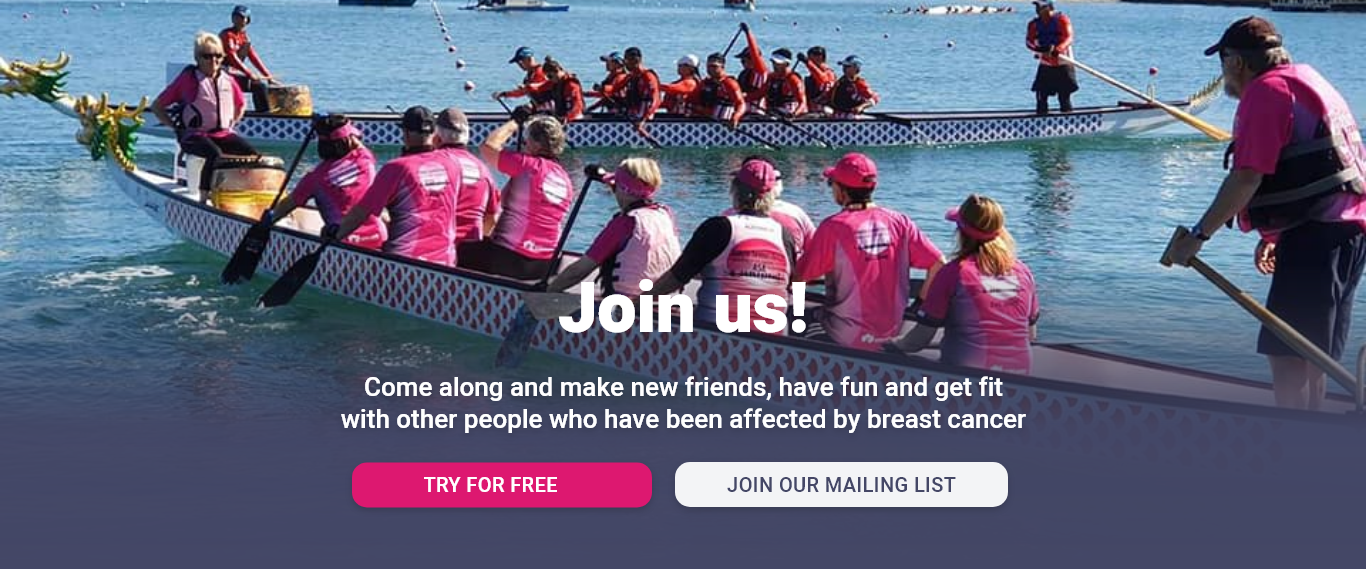 Join us!
Come along and make new friends, have fun and get fit
with other people who have been affected by breast cancer
TRY FOR FREE
JOIN OUR MAILING LIST